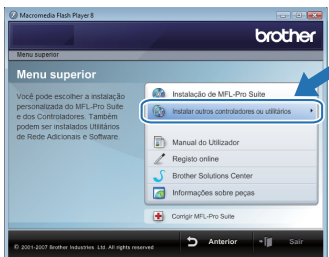 Macromedia Flash Player 8
brother
Menu superior
Menu superior
Você pode escolher a instalação
personalizada do MFL-Pro Suite
e dos Controladores. Também
podem ser instalados Utilitários
de Rede Adicionais e Software.
Instalação de MFL-Pro Suite
Instalar outros controladores ou utilitários
Manual do Utilizador
Registo online
Brother Solutions Center
Informações sobre peças
Corrigir MFL-Pro Suite
© 2001-2007 Brother Industries Ltd. All rights reserved
Anterior
Sair